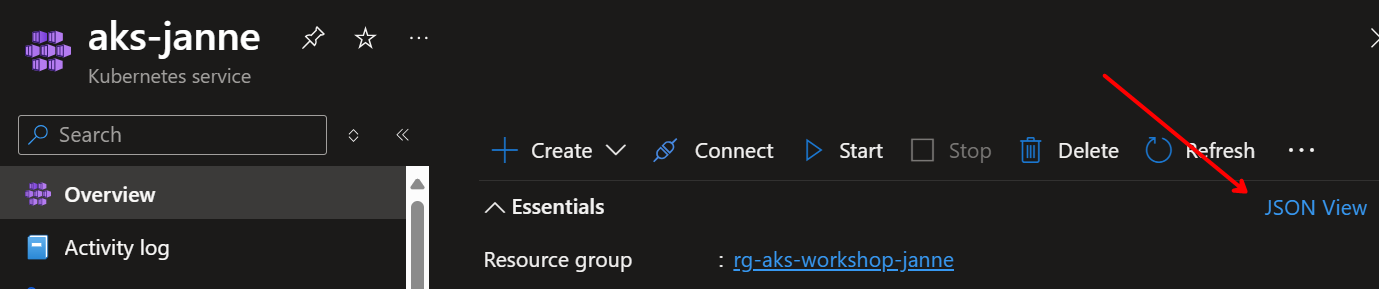 aks-janne
Kubernetes service
Search
Create Connect Start Stop Delete Refresh
Overview
Essentials
JSON View
Activity log
Resource group : rg-aks-workshop-janne